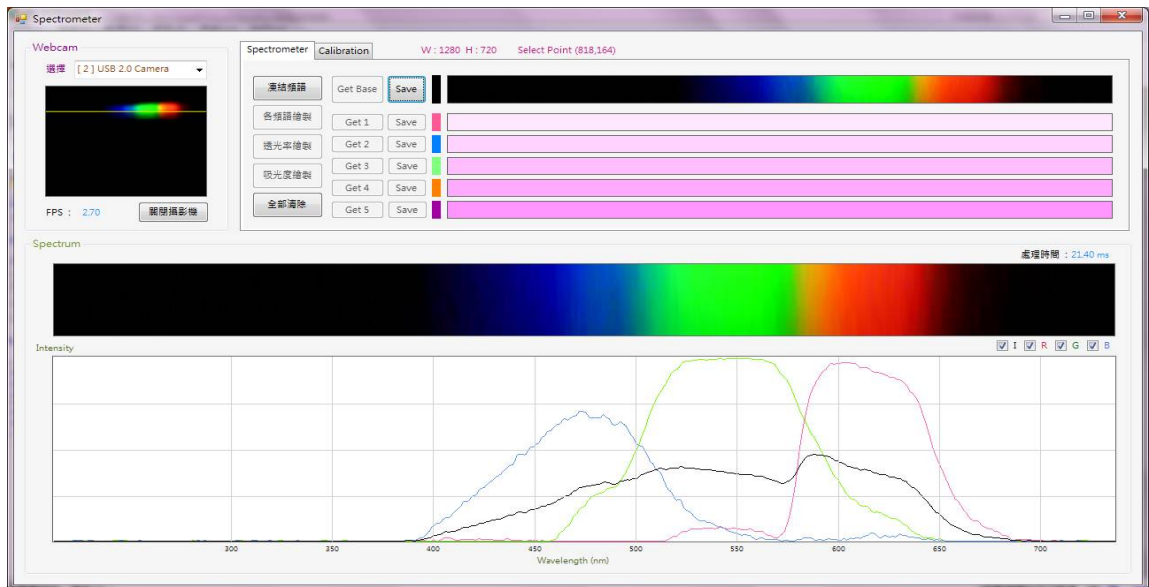 Spectrometer
Webcam
選擇 [ 2 ] USB 2.0 Camera
FPS : 2.70 關閉攝影機
Spectrometer Calibration W : 1280 H : 720 Select Point (818,164)
凍結頻譜 Get Base Save
各頻譜繪製 Get 1 Save
透光率繪製 Get 2 Save
吸光度繪製 Get 3 Save
Get 4 Save
全部清除 Get 5 Save
Spectrum
處理時間 : 21.40 ms
Intensity I R G B
300 350 400 450 500 550 600 650 700
Wavelength (nm)